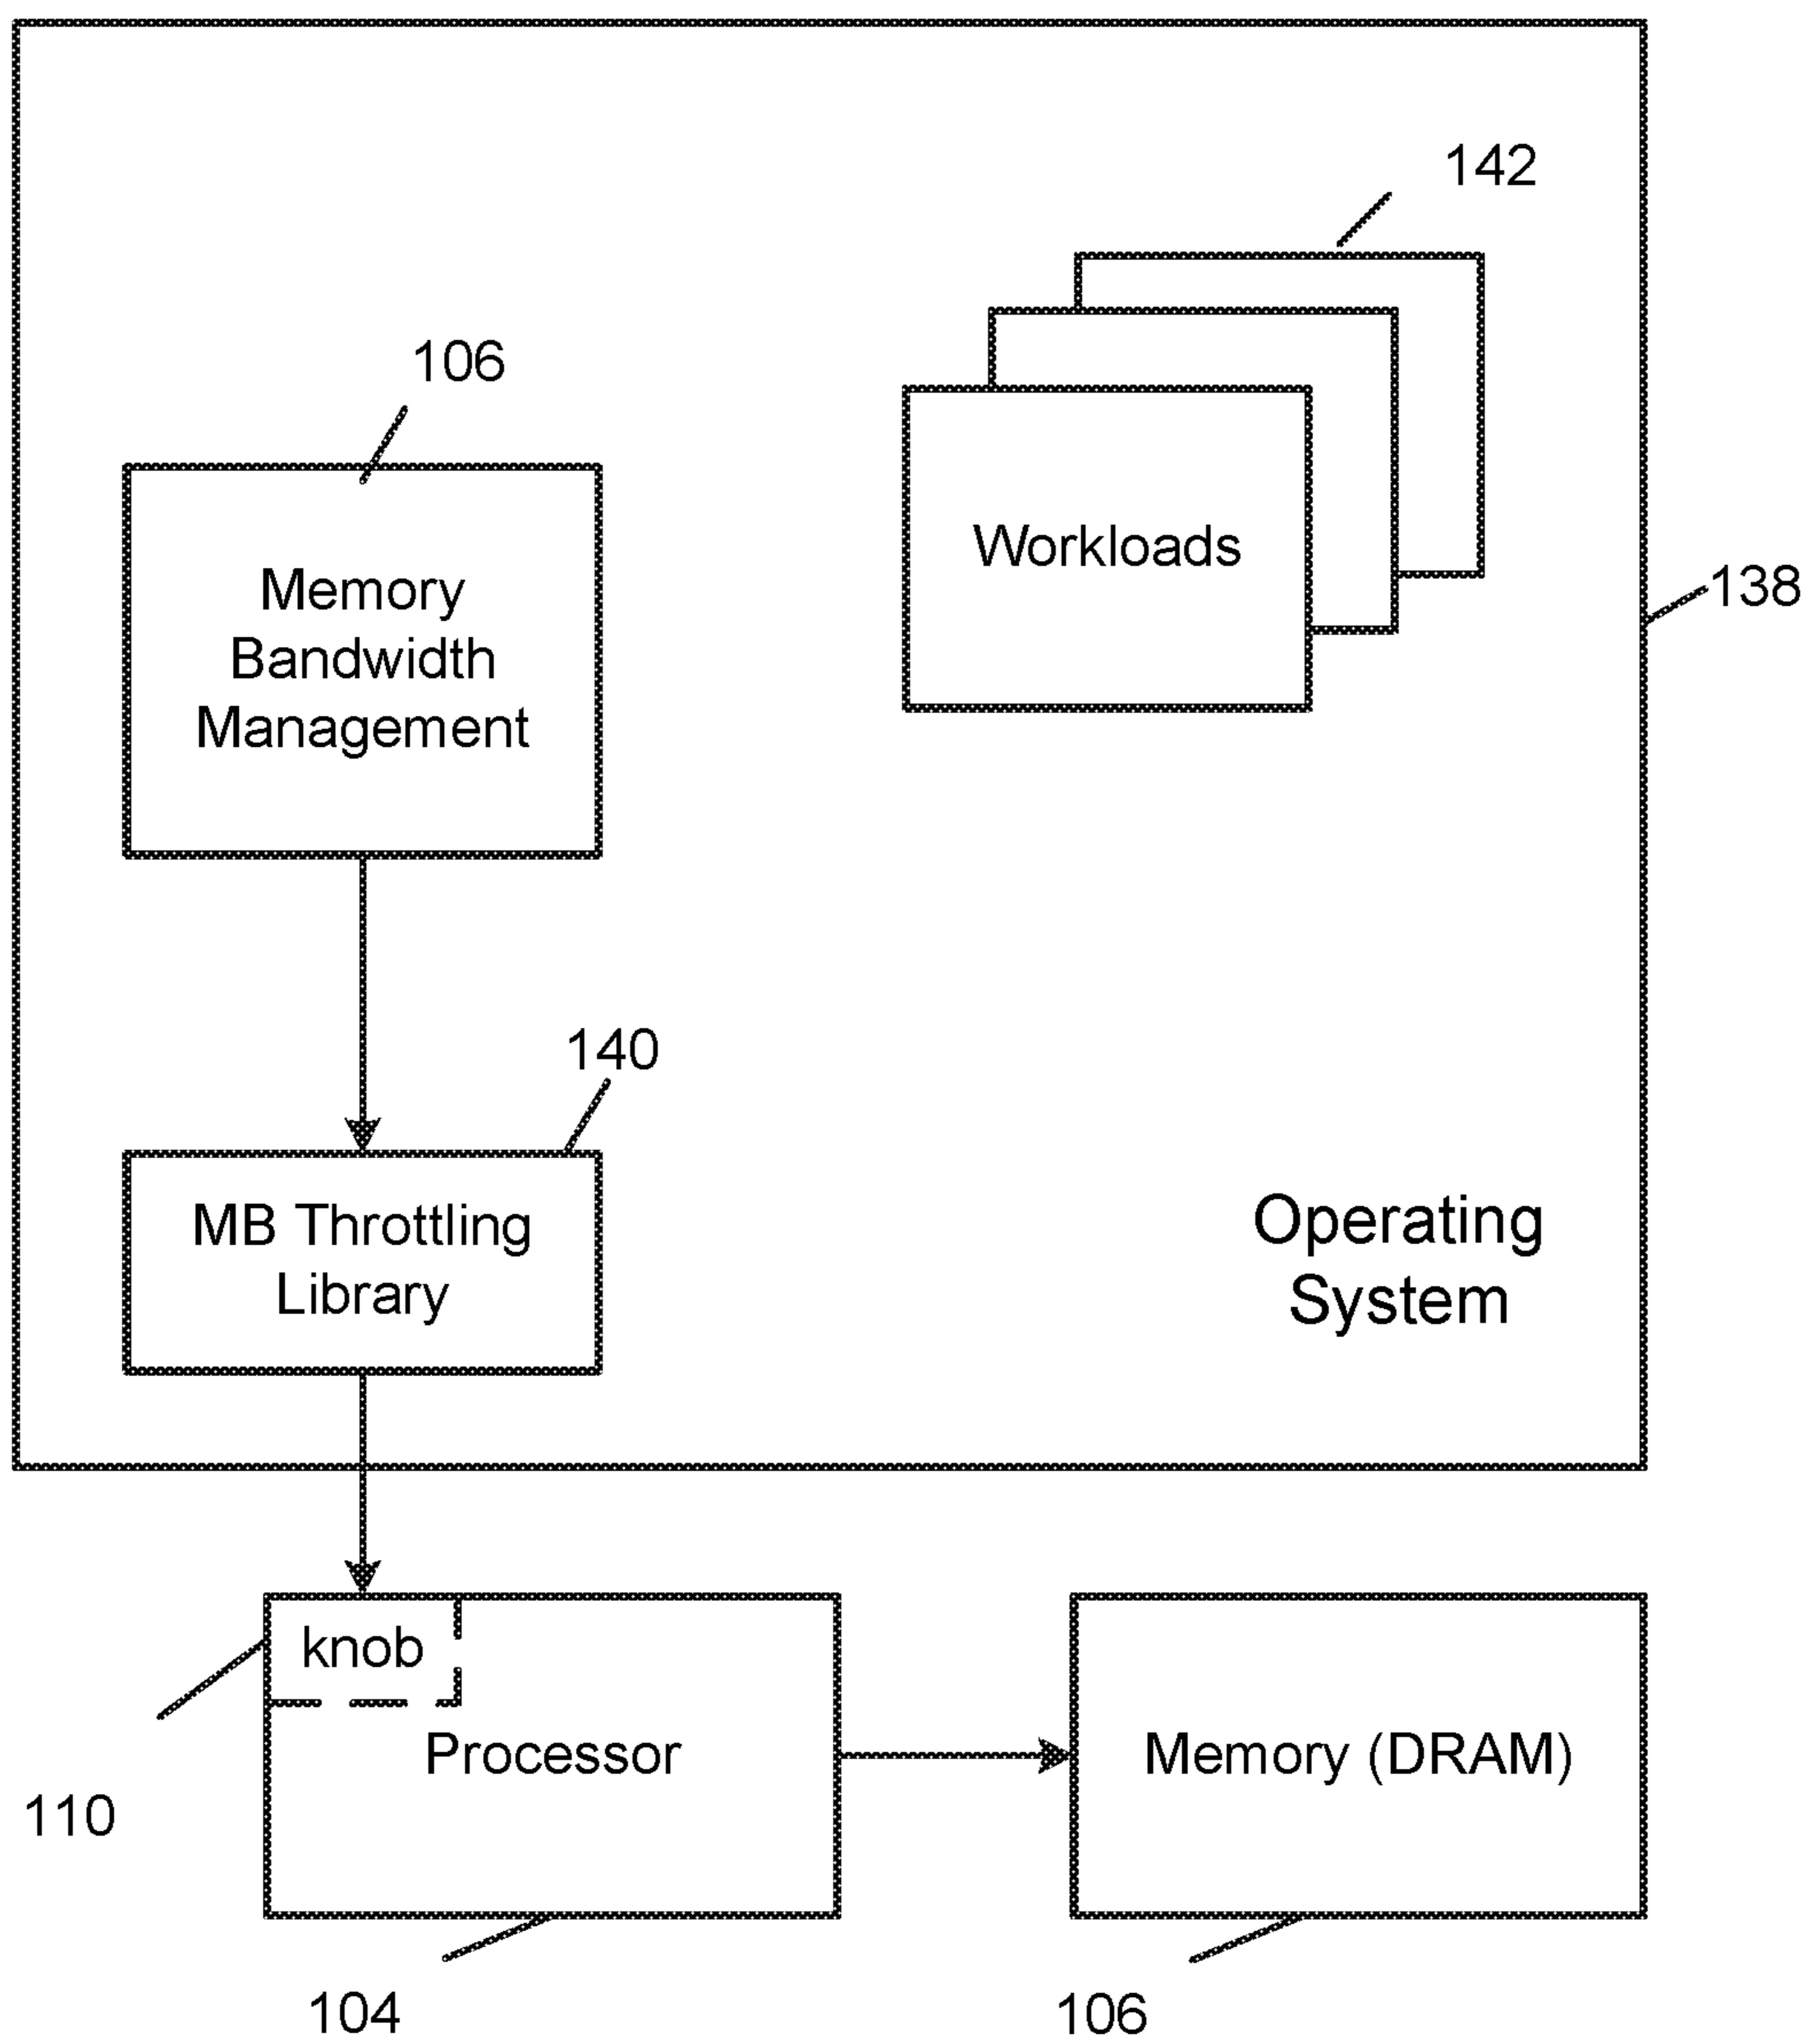 142
106
Workloads
138
Memory
Bandwidth
Management
140
MB Throttling
Library
Operating
System
knob
Processor
Memory (DRAM)
110
104
106